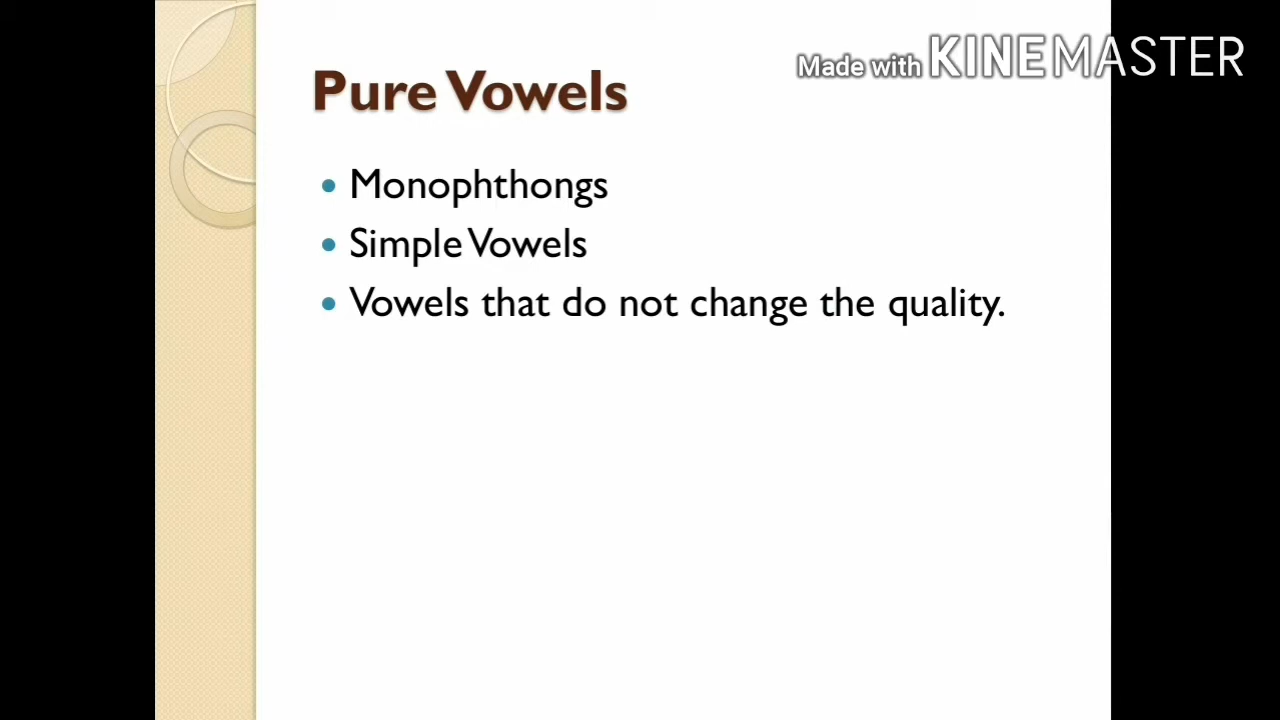 Made with KINEMASTER
Pure Vowels
Monophthongs
Simple Vowels
Vowels that do not change the quality.